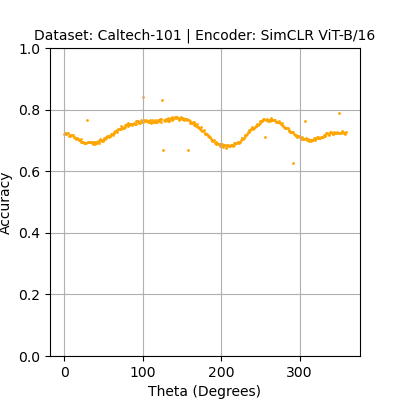 Dataset: Caltech-101 | Encoder: SimCLR ViT-B/16
1.0
0.8
0.6
0.4
0.2
0.0
Accuracy
0 100 200 300
Theta (Degrees)